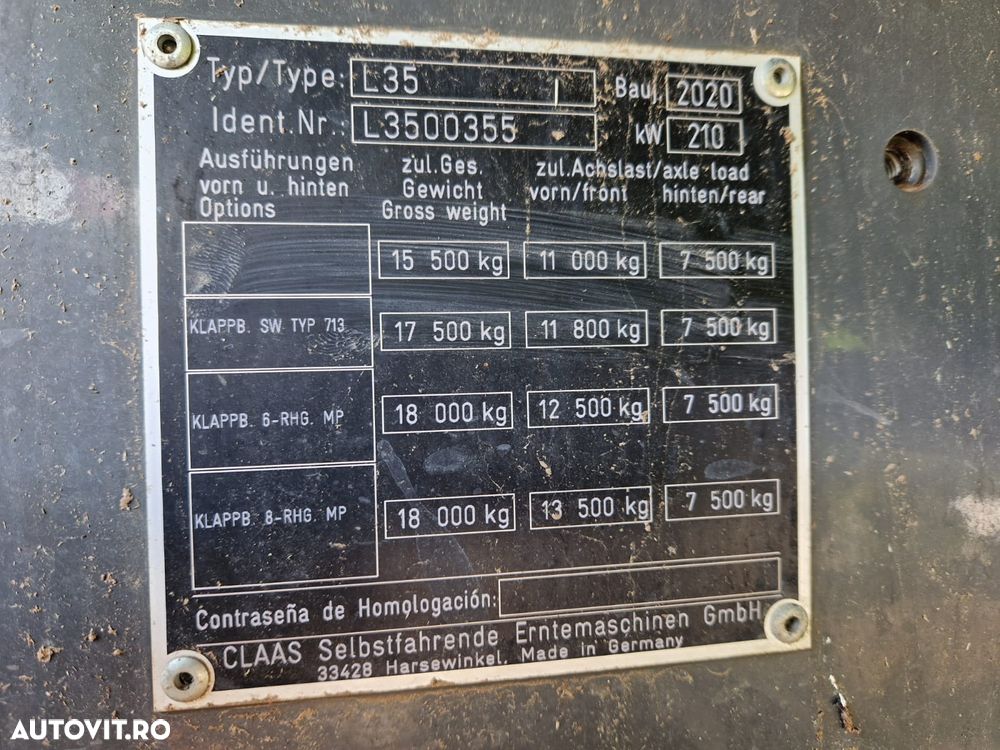 Typ/Type: L35 Bauj. 2020
Ident.Nr.: L3500355 kW 210
Ausführungen zul.Ges. zul.Achslast/axle load
vorn u. hinten Gewicht vorn/front hinten/rear
Options Gross weight
15 500 kg 11 000 kg 7 500 kg
KLAPPB. SW TYP 713 17 500 kg 11 800 kg 7 500 kg
KLAPPB. 6-RHG. MP 18 000 kg 12 500 kg 7 500 kg
KLAPPB. 8-RHG. MP 18 000 kg 13 500 kg 7 500 kg
Contraseña de Homologación:
CLAAS Selbstfahrende Erntemaschinen GmbH
33428 Harsewinkel, Made in Germany
AUTOVIT.RO